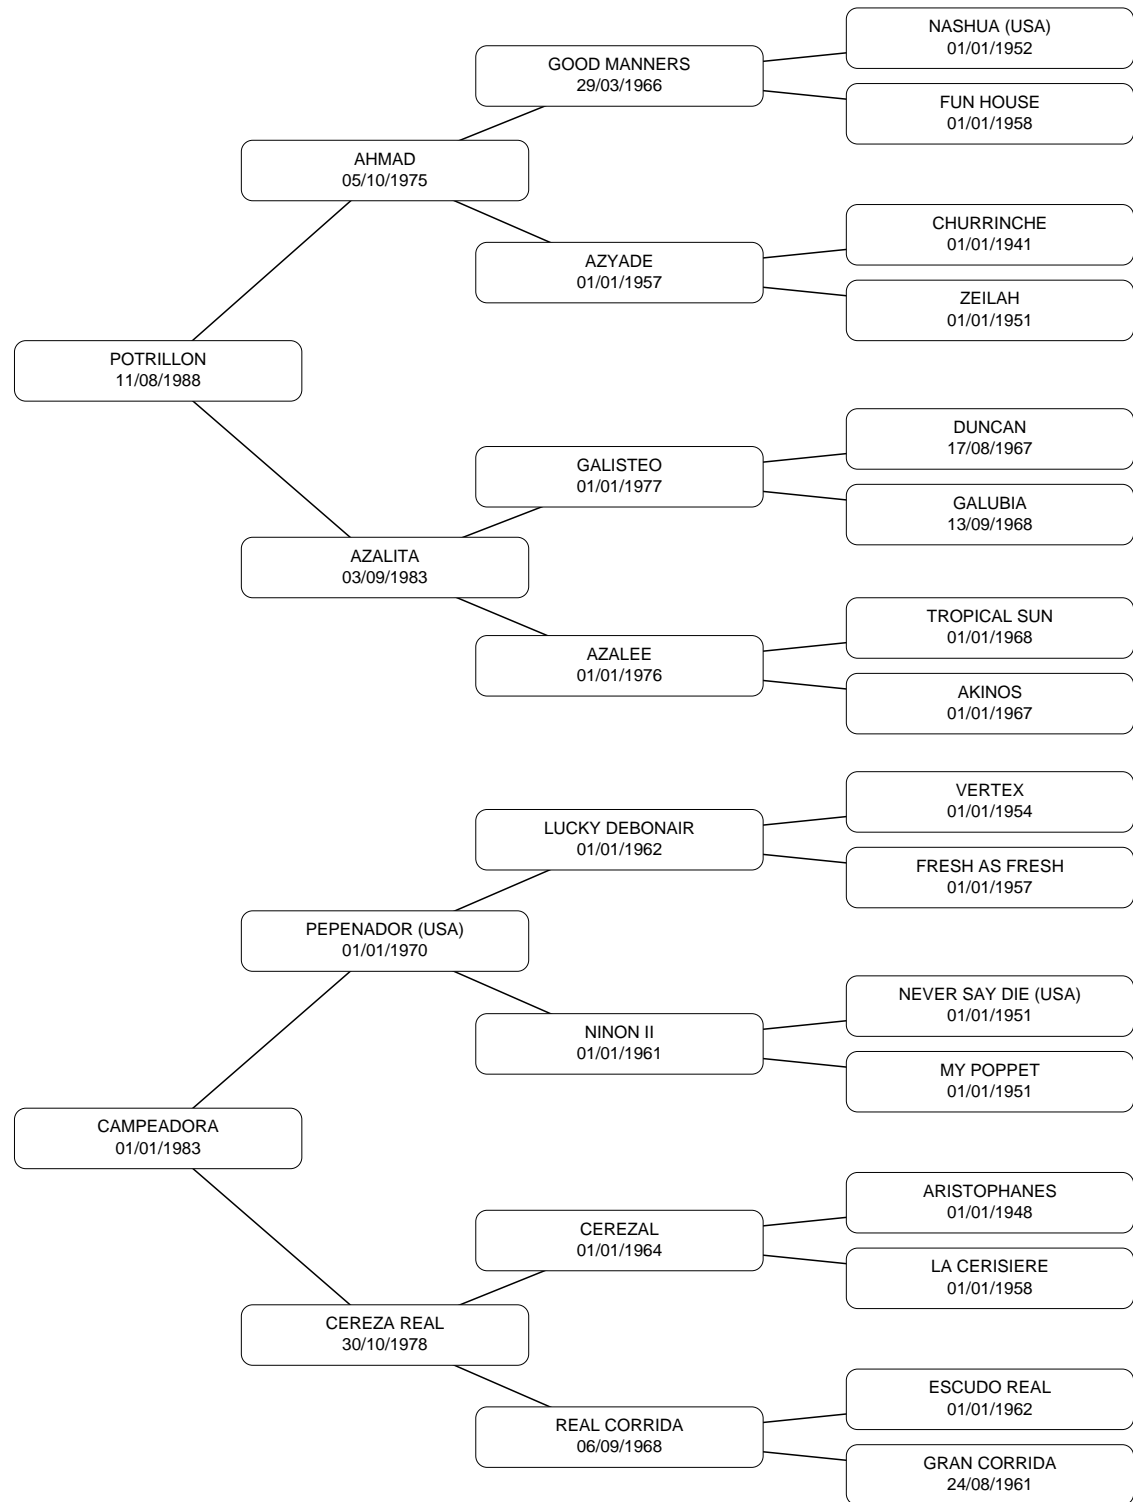 NASHUA (USA)
01/01/1952
GOOD MANNERS
29/03/1966
FUN HOUSE
01/01/1958
AHMAD
05/10/1975
CHURRINCHE
01/01/1941
AZYADE
01/01/1957
ZEILAH
01/01/1951
POTRILLON
11/08/1988
DUNCAN
17/08/1967
GALISTEO
01/01/1977
GALUBIA
13/09/1968
AZALITA
03/09/1983
TROPICAL SUN
01/01/1968
AZALEE
01/01/1976
AKINOS
01/01/1967
VERTEX
01/01/1954
LUCKY DEBONAIR
01/01/1962
FRESH AS FRESH
01/01/1957
PEPENADOR (USA)
01/01/1970
NEVER SAY DIE (USA)
01/01/1951
NINON II
01/01/1961
MY POPPET
01/01/1951
CAMPEADORA
01/01/1983
ARISTOPHANES
01/01/1948
CEREZAL
01/01/1964
LA CERISIERE
01/01/1958
CEREZA REAL
30/10/1978
ESCUDO REAL
01/01/1962
REAL CORRIDA
06/09/1968
GRAN CORRIDA
24/08/1961